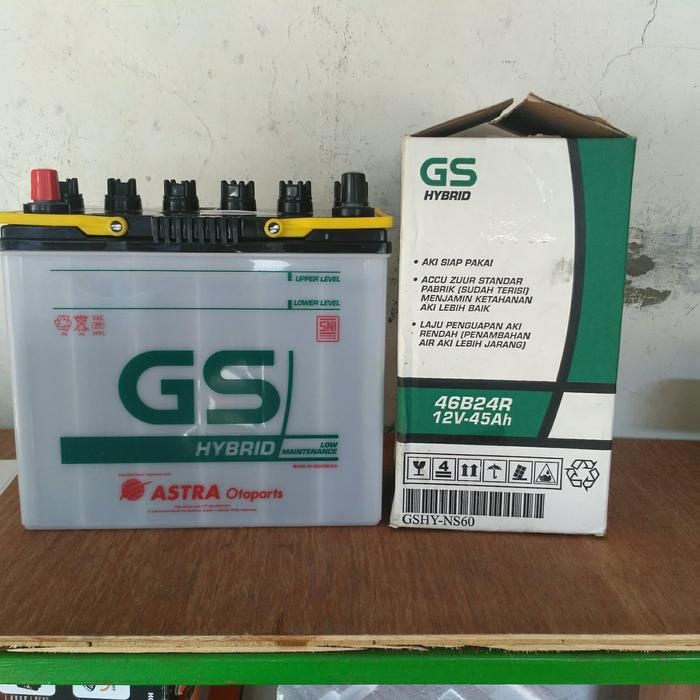 UPPER LEVEL
LOWER LEVEL
SNI
GS
HYBRID
LOW
MAINTENANCE
MADE IN INDONESIA
ASTRA Otoparts
GS
HYBRID
• AKI SIAP PAKAI
• ACCU ZUUR STANDAR
PABRIK (SUDAH TERISI)
MENJAMIN KETAHANAN
AKI LEBIH BAIK
• LAJU PENGUAPAN AKI
RENDAH (PENAMBAHAN
AIR AKI LEBIH JARANG)
46B24R
12V-45Ah
4
GSHY-NS60